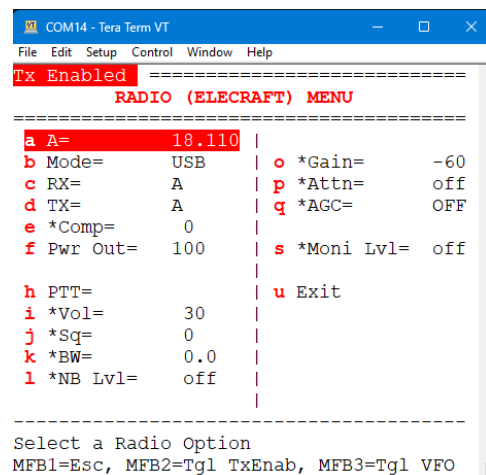 COM14 - Tera Term VT
File Edit Setup Control Window Help
Tx Enabled ============================
RADIO (ELECRAFT) MENU
========================================
a A= 18.110 |
b Mode= USB | o *Gain= -60
c RX= A | p *Attn= off
d TX= A | q *AGC= OFF
e *Comp= 0 |
f Pwr Out= 100 | s *Moni Lvl= off
|
h PTT= | u Exit
i *Vol= 30 |
j *Sq= 0 |
k *BW= 0.0 |
l *NB Lvl= off |
|
----------------------------------------
Select a Radio Option
MFB1=Esc, MFB2=Tgl TxEnab, MFB3=Tgl VFO